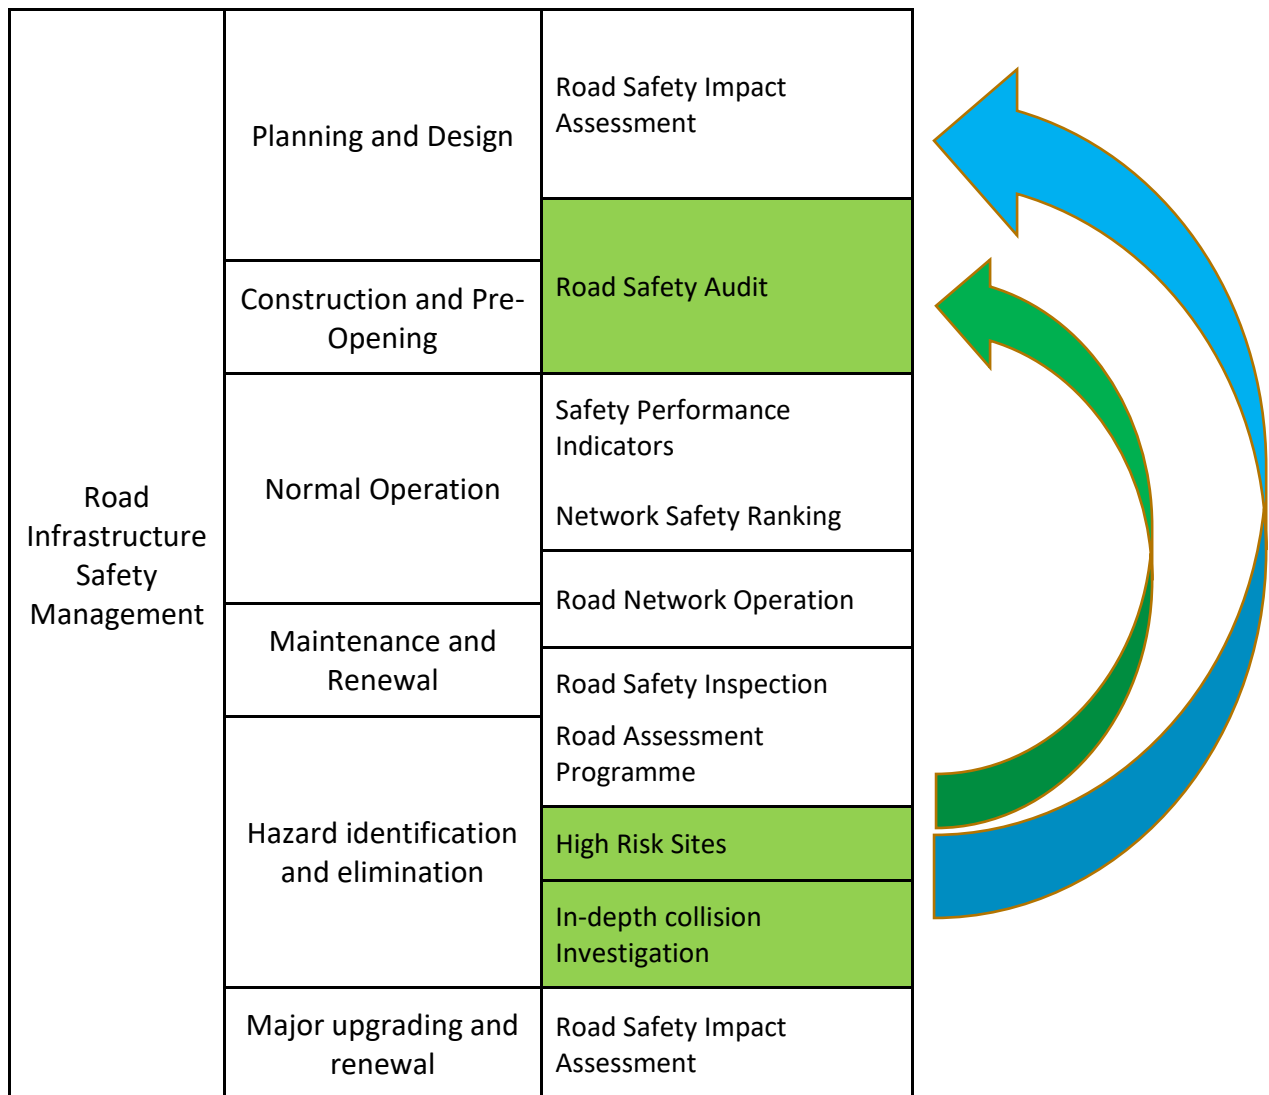 Road
Infrastructure
Safety
Management
Planning and Design
Construction and Pre-
Opening
Normal Operation
Maintenance and
Renewal
Hazard identification
and elimination
Major upgrading and
renewal
Road Safety Impact
Assessment
Road Safety Audit
Safety Performance
Indicators
Network Safety Ranking
Road Network Operation
Road Safety Inspection
Road Assessment
Programme
High Risk Sites
In-depth collision
Investigation
Road Safety Impact
Assessment